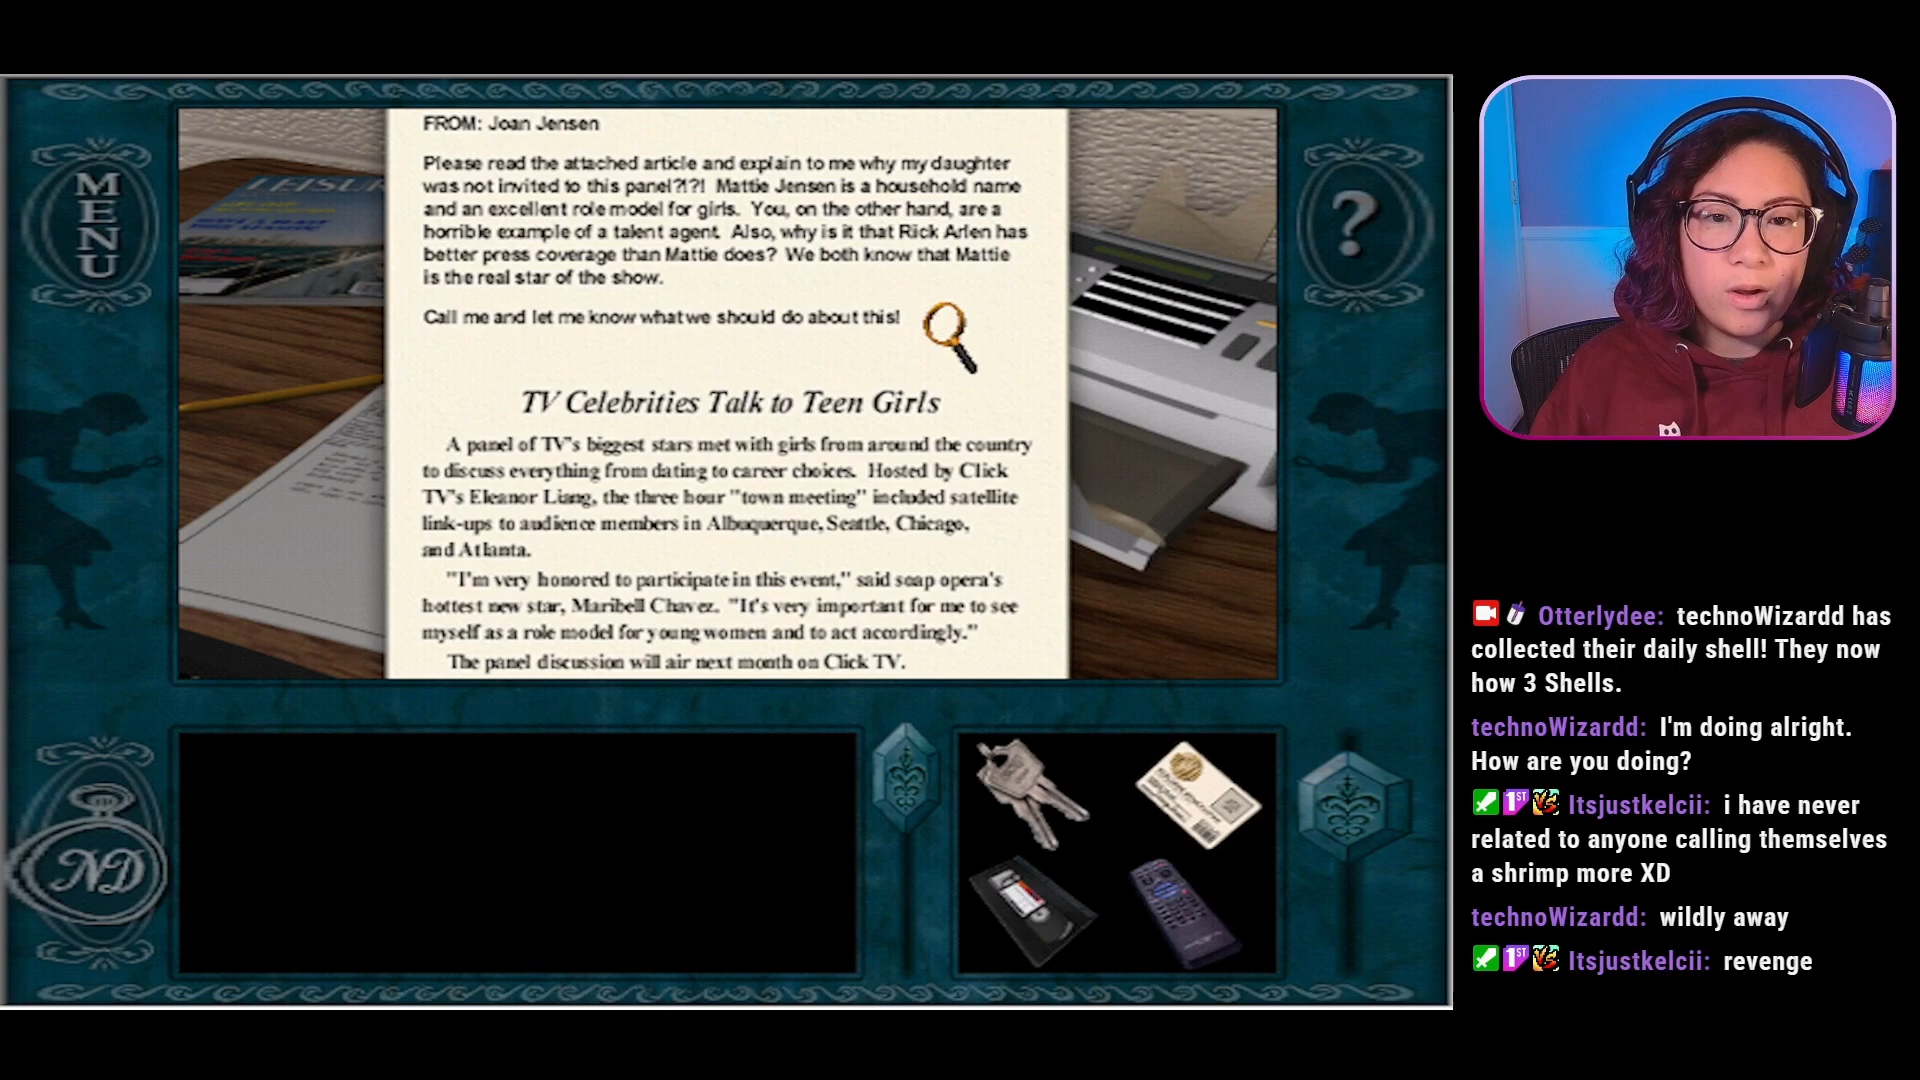 MENU
LEISUR
FROM: Joan Jensen
Please read the attached article and explain to me why my daughter
was not invited to this panel?!?! Mattie Jensen is a household name
and an excellent role model for girls. You, on the other hand, are a
horrible example of a talent agent. Also, why is it that Rick Arlen has
better press coverage than Mattie does? We both know that Mattie
is the real star of the show.
Call me and let me know what we should do about this!
TV Celebrities Talk to Teen Girls
A panel of TV's biggest stars met with girls from around the country
to discuss everything from dating to career choices. Hosted by Click
TV's Eleanor Liang, the three hour "town meeting" included satellite
link-ups to audience members in Albuquerque, Seattle, Chicago,
and Atlanta.
"I'm very honored to participate in this event," said soap opera's
hottest new star, Maribell Chavez. "It's very important for me to see
myself as a role model for young women and to act accordingly."
The panel discussion will air next month on Click TV.
?
ND
Otterlydee: technoWizardd has
collected their daily shell! They now
how 3 Shells.
technoWizardd: I'm doing alright.
How are you doing?
1ST Itsjustkelcii: i have never
related to anyone calling themselves
a shrimp more XD
technoWizardd: wildly away
1ST Itsjustkelcii: revenge